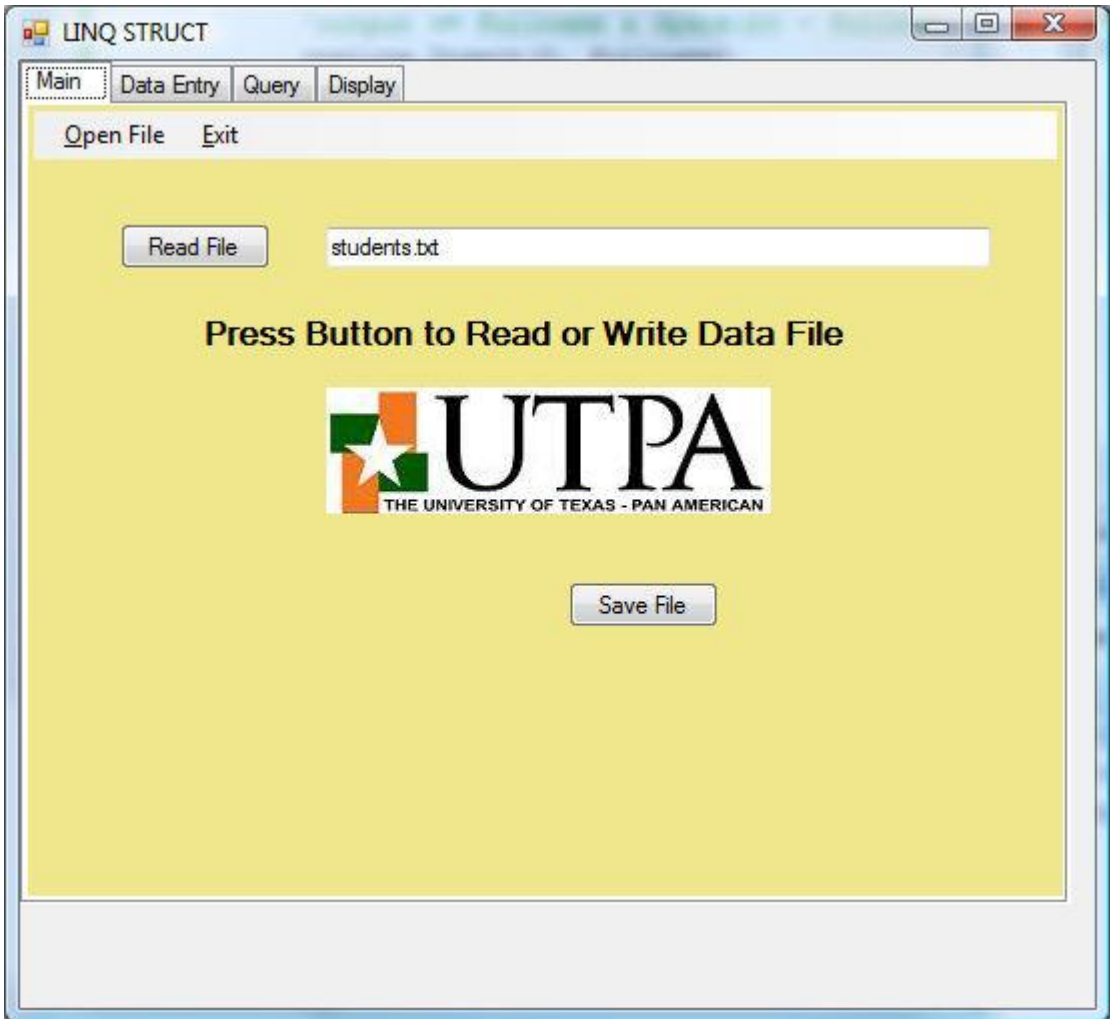 LINQ STRUCT
Main Data Entry Query Display
Open File Exit
Read File students.txt
Press Button to Read or Write Data File
UTPA
THE UNIVERSITY OF TEXAS - PAN AMERICAN
Save File